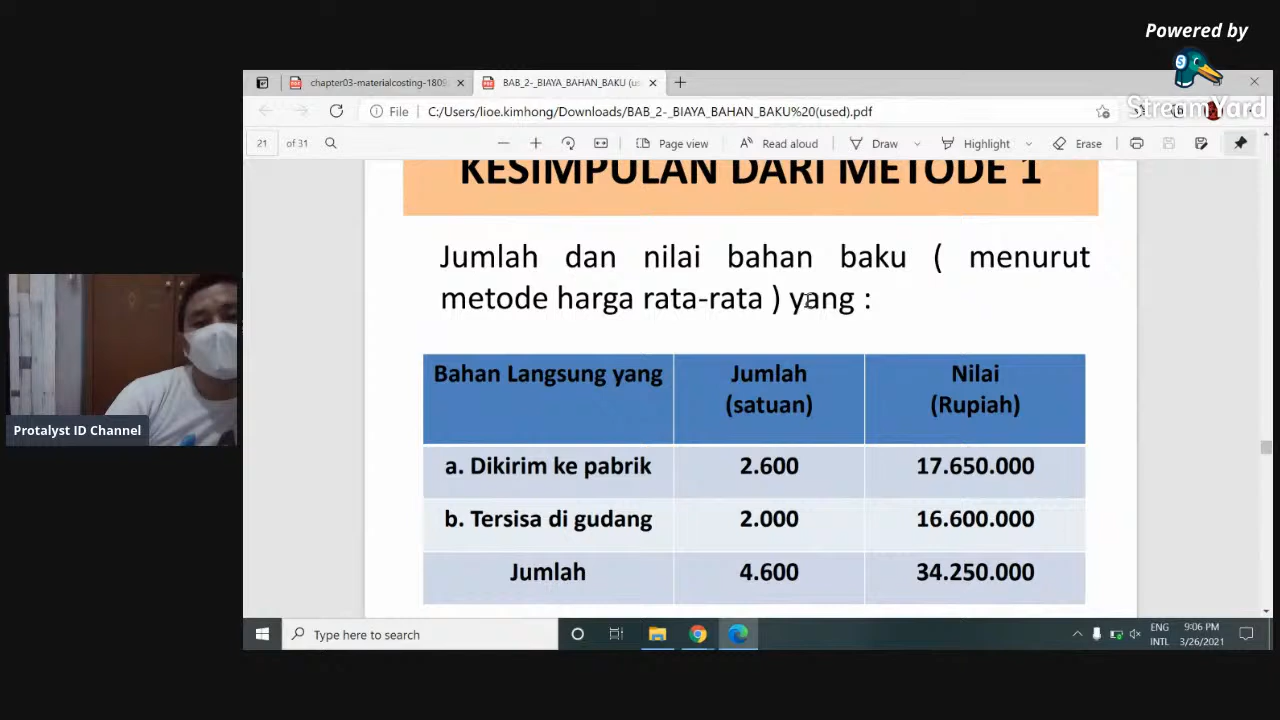 Powered by
StreamYard
chapter03-materialcosting-1809
BAB_2-_BIAYA_BAHAN_BAKU (us
File
C:/Users/lioe.kimhong/Downloads/BAB_2-_BIAYA_BAHAN_BAKU%20(used).pdf
21 of 31
Page view
Read aloud
Draw
Highlight
Erase
KESIMPULAN DARI METODE 1
Jumlah dan nilai bahan baku ( menurut
metode harga rata-rata ) yang :
Bahan Langsung yang Jumlah (satuan) Nilai (Rupiah)
a. Dikirim ke pabrik 2.600 17.650.000
b. Tersisa di gudang 2.000 16.600.000
Jumlah 4.600 34.250.000
Protalyst ID Channel
Type here to search
ENG
INTL
9:06 PM
3/26/2021